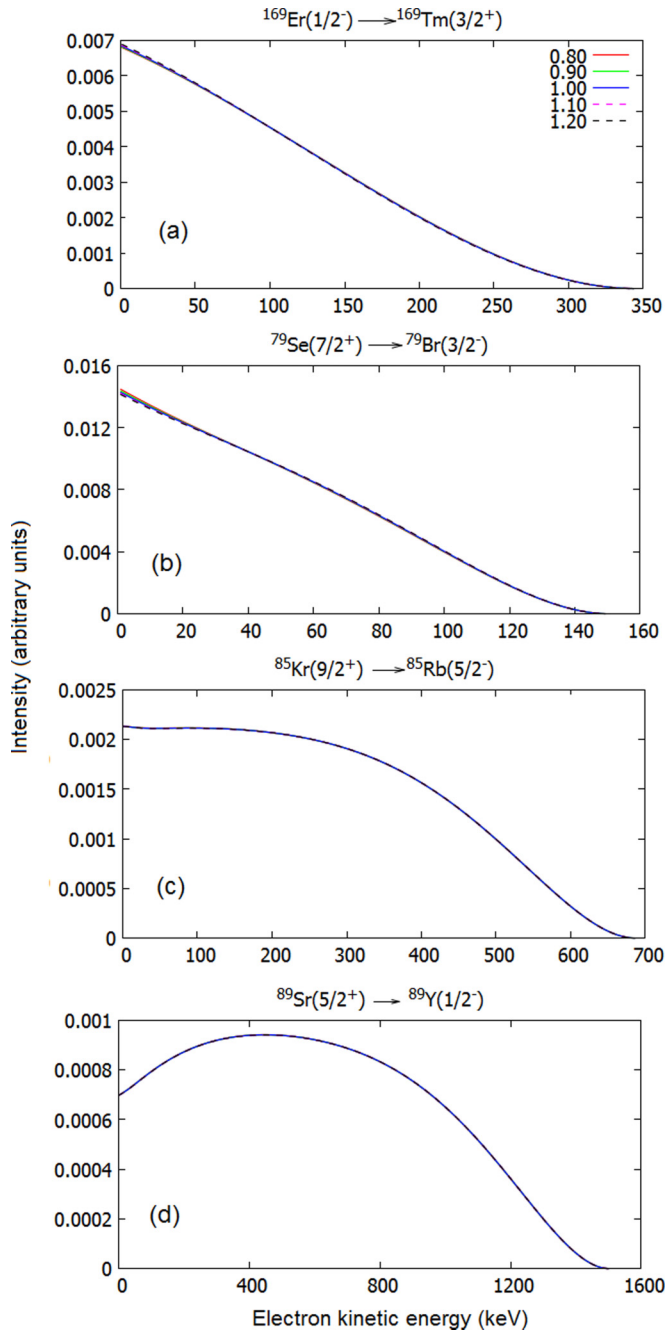 ¹⁶⁹Er(1/2⁻) ⟶ ¹⁶⁹Tm(3/2⁺)
0.007
0.006
0.005
0.004
0.003
0.002
0.001
0
0.80
0.90
1.00
1.10
1.20
(a)
0 50 100 150 200 250 300 350
⁷⁹Se(7/2⁺) ⟶ ⁷⁹Br(3/2⁻)
0.016
0.012
0.008
0.004
0
(b)
0 20 40 60 80 100 120 140 160
Intensity (arbitrary units)
⁸⁵Kr(9/2⁺) ⟶ ⁸⁵Rb(5/2⁻)
0.0025
0.002
0.0015
0.001
0.0005
0
(c)
0 100 200 300 400 500 600 700
⁸⁹Sr(5/2⁺) ⟶ ⁸⁹Y(1/2⁻)
0.001
0.0008
0.0006
0.0004
0.0002
0
(d)
0 400 800 1200 1600
Electron kinetic energy (keV)